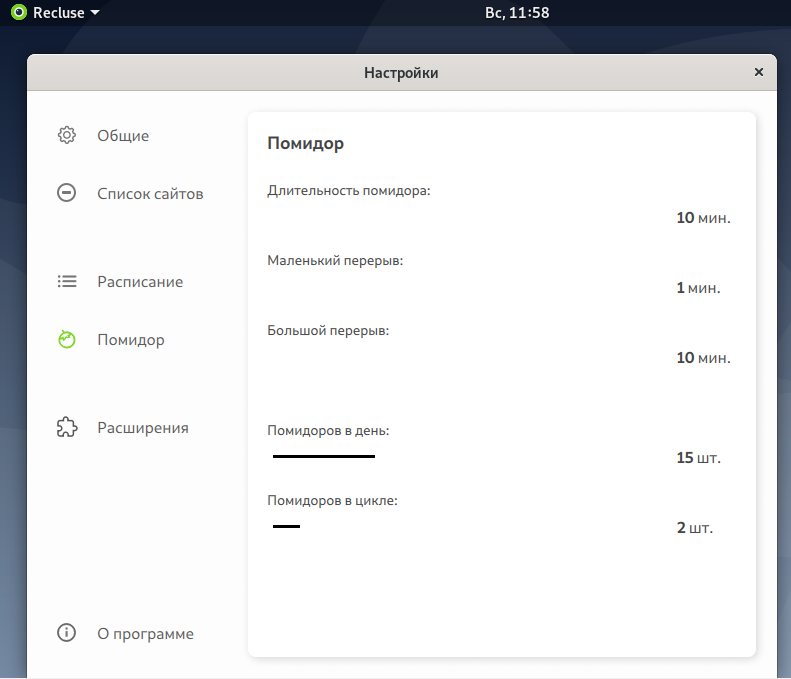 Recluse
Вс, 11:58
Настройки
Общие
Список сайтов
Расписание
Помидор
Расширения
О программе
Помидор
Длительность помидора:
10 мин.
Маленький перерыв:
1 мин.
Большой перерыв:
10 мин.
Помидоров в день:
15 шт.
Помидоров в цикле:
2 шт.